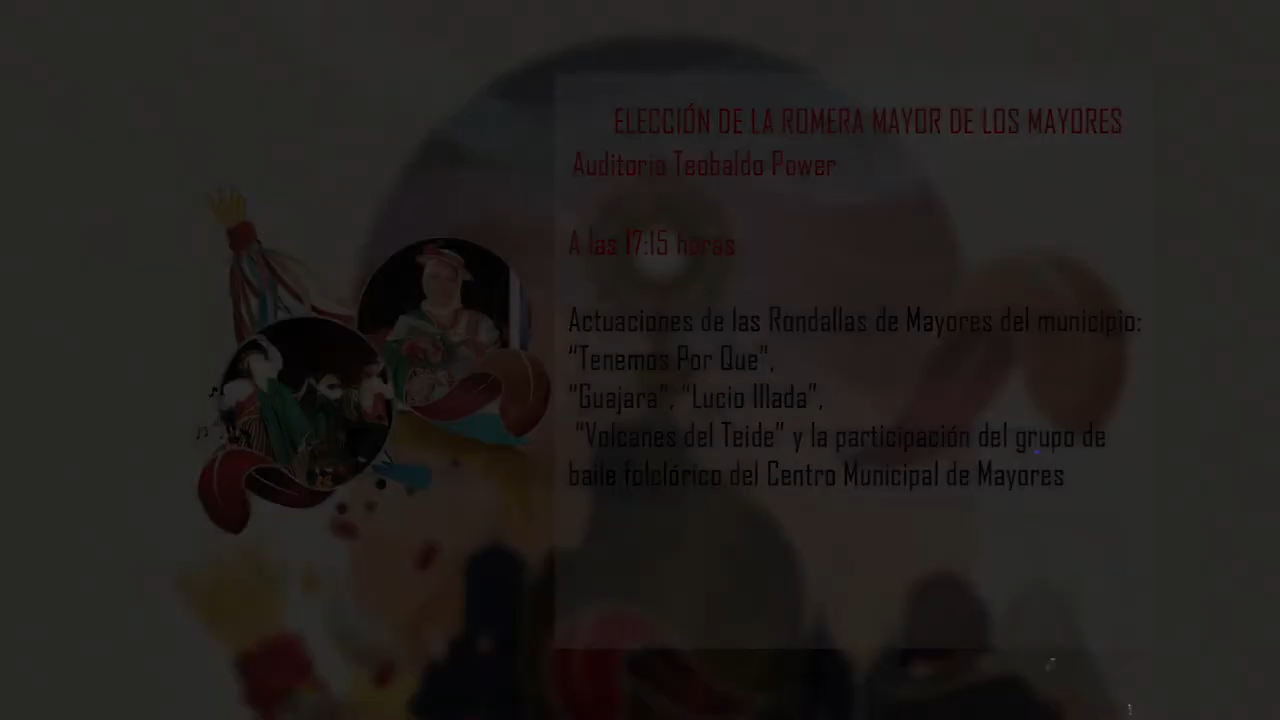 ELECCIÓN DE LA ROMERA MAYOR DE LOS MAYORES
Auditorio Teobaldo Power
A las 17:15 horas
Actuaciones de las Rondallas de Mayores del municipio:
“Tenemos Por Que”,
“Guajara”, “Lucio Illada”,
“Volcanes del Teide” y la participación del grupo de
baile folclórico del Centro Municipal de Mayores